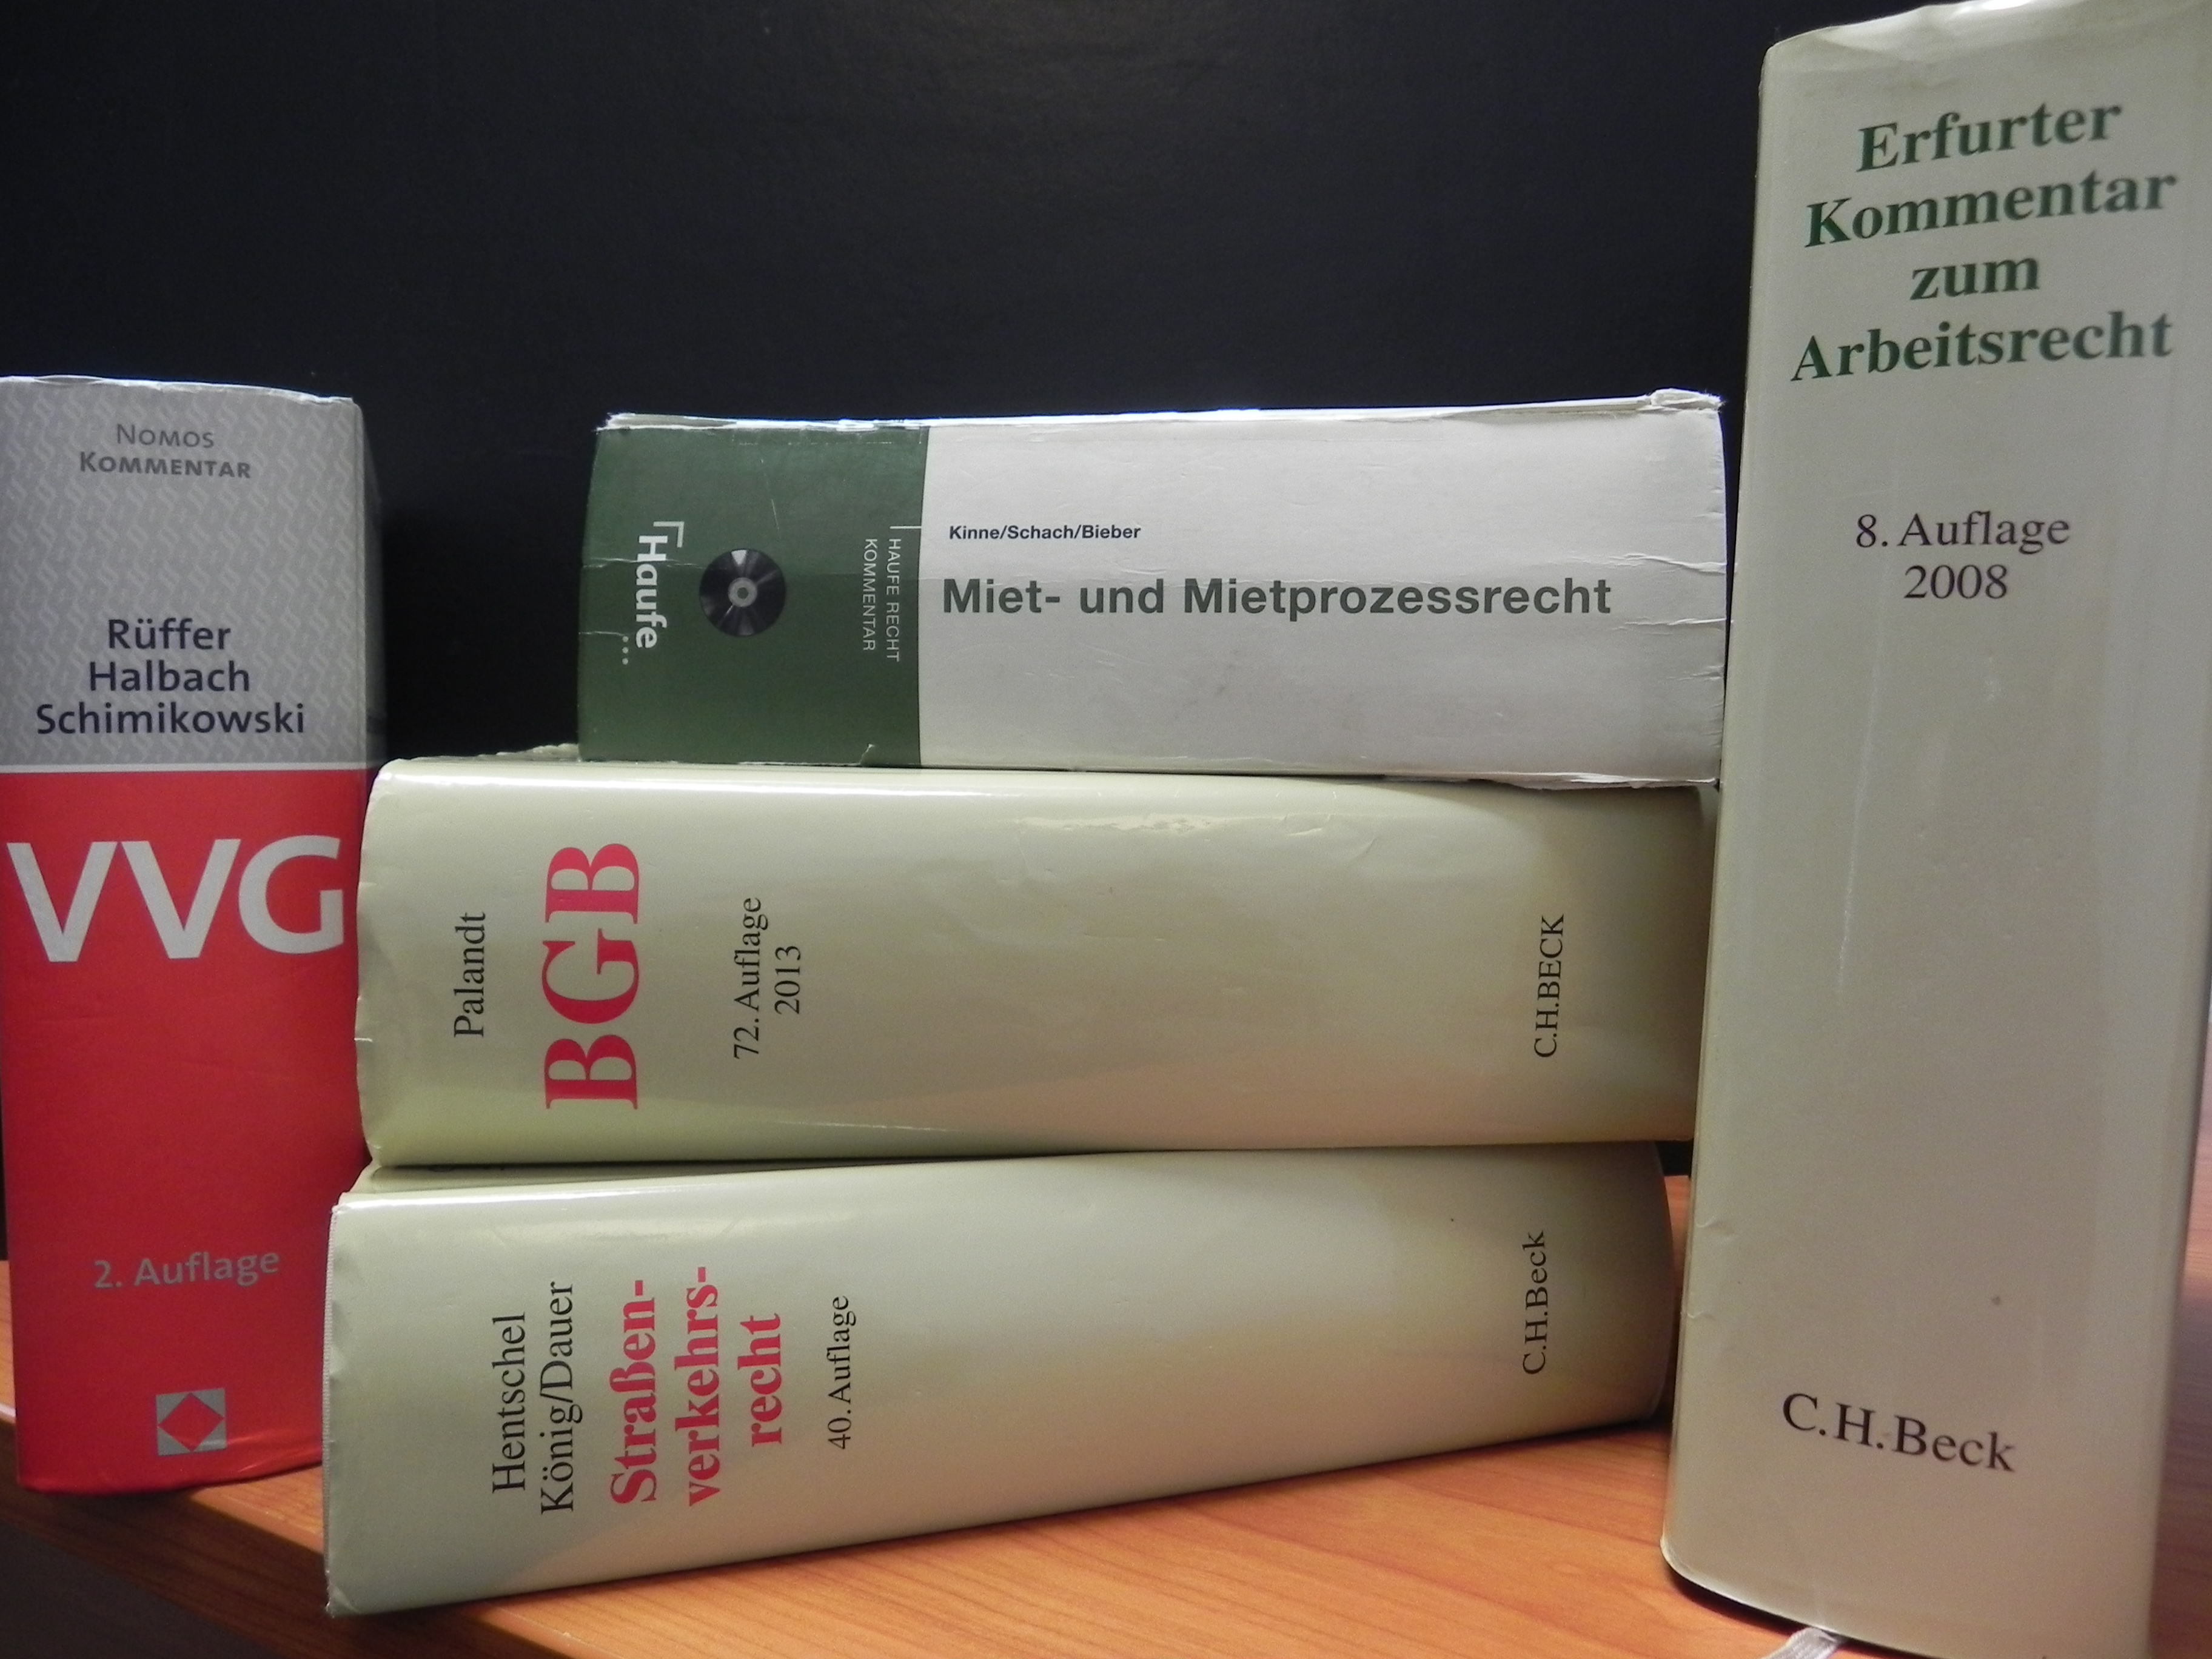 NOMOS
KOMMENTAR
Rüffer
Halbach
Schimikowski
VVG
2. Auflage
Haufe...
HAUFE RECHT
KOMMENTAR
Kinne/Schach/Bieber
Miet- und Mietprozessrecht
Palandt
BGB
72. Auflage
2013
C.H.BECK
Hentschel
König/Dauer
Straßen-
verkehrs-
recht
40. Auflage
C.H.Beck
Erfurter
Kommentar
zum
Arbeitsrecht
8. Auflage
2008
C.H.Beck